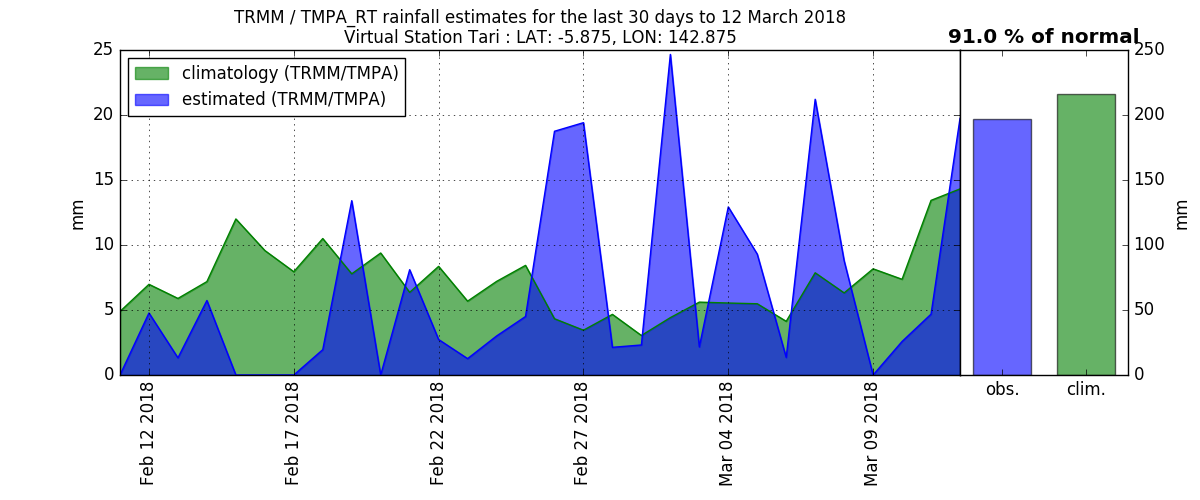 TRMM / TMPA_RT rainfall estimates for the last 30 days to 12 March 2018
Virtual Station Tari : LAT: -5.875, LON: 142.875
91.0 % of normal
climatology (TRMM/TMPA)
estimated (TRMM/TMPA)
25
20
15
10
5
0
mm
Feb 12 2018
Feb 17 2018
Feb 22 2018
Feb 27 2018
Mar 04 2018
Mar 09 2018
obs.
clim.
250
200
150
100
50
0
mm